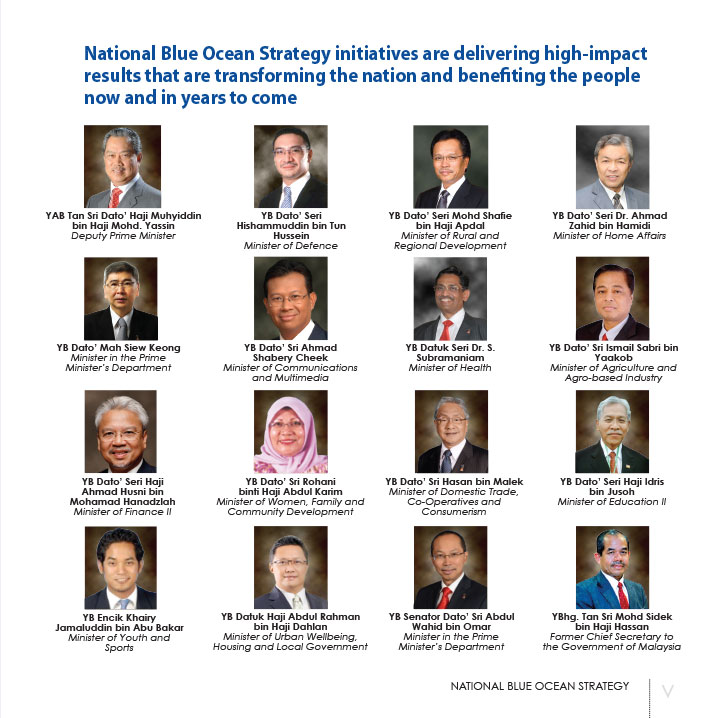 National Blue Ocean Strategy initiatives are delivering high-impact
results that are transforming the nation and benefiting the people
now and in years to come
YAB Tan Sri Dato' Haji Muhyiddin
bin Haji Mohd. Yassin
Deputy Prime Minister
YB Dato' Seri
Hishammuddin bin Tun
Hussein
Minister of Defence
YB Dato' Seri Mohd Shafie
bin Haji Apdal
Minister of Rural and
Regional Development
YB Dato' Seri Dr. Ahmad
Zahid bin Hamidi
Minister of Home Affairs
YB Dato' Mah Siew Keong
Minister in the Prime
Minister's Department
YB Dato' Sri Ahmad
Shabery Cheek
Minister of Communications
and Multimedia
YB Datuk Seri Dr. S.
Subramaniam
Minister of Health
YB Dato' Sri Ismail Sabri bin
Yaakob
Minister of Agriculture and
Agro-based Industry
YB Dato' Seri Haji
Ahmad Husni bin
Mohamad Hanadzlah
Minister of Finance II
YB Dato' Sri Rohani
binti Haji Abdul Karim
Minister of Women, Family and
Community Development
YB Dato' Sri Hasan bin Malek
Minister of Domestic Trade,
Co-Operatives and
Consumerism
YB Dato' Seri Haji Idris
bin Jusoh
Minister of Education II
YB Encik Khairy
Jamaluddin bin Abu Bakar
Minister of Youth and
Sports
YB Datuk Haji Abdul Rahman
bin Haji Dahlan
Minister of Urban Wellbeing,
Housing and Local Government
YB Senator Dato' Sri Abdul
Wahid bin Omar
Minister in the Prime
Minister's Department
YBhg. Tan Sri Mohd Sidek
bin Haji Hassan
Former Chief Secretary to
the Government of Malaysia
NATIONAL BLUE OCEAN STRATEGY V